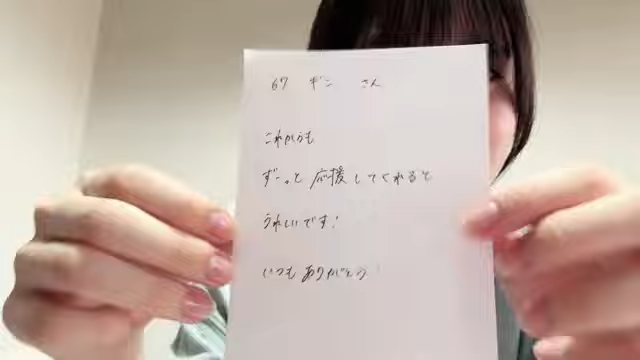 67 ギン さん
これからも
ずーっと応援してくれると
うれしいです!
いつもありがとう!